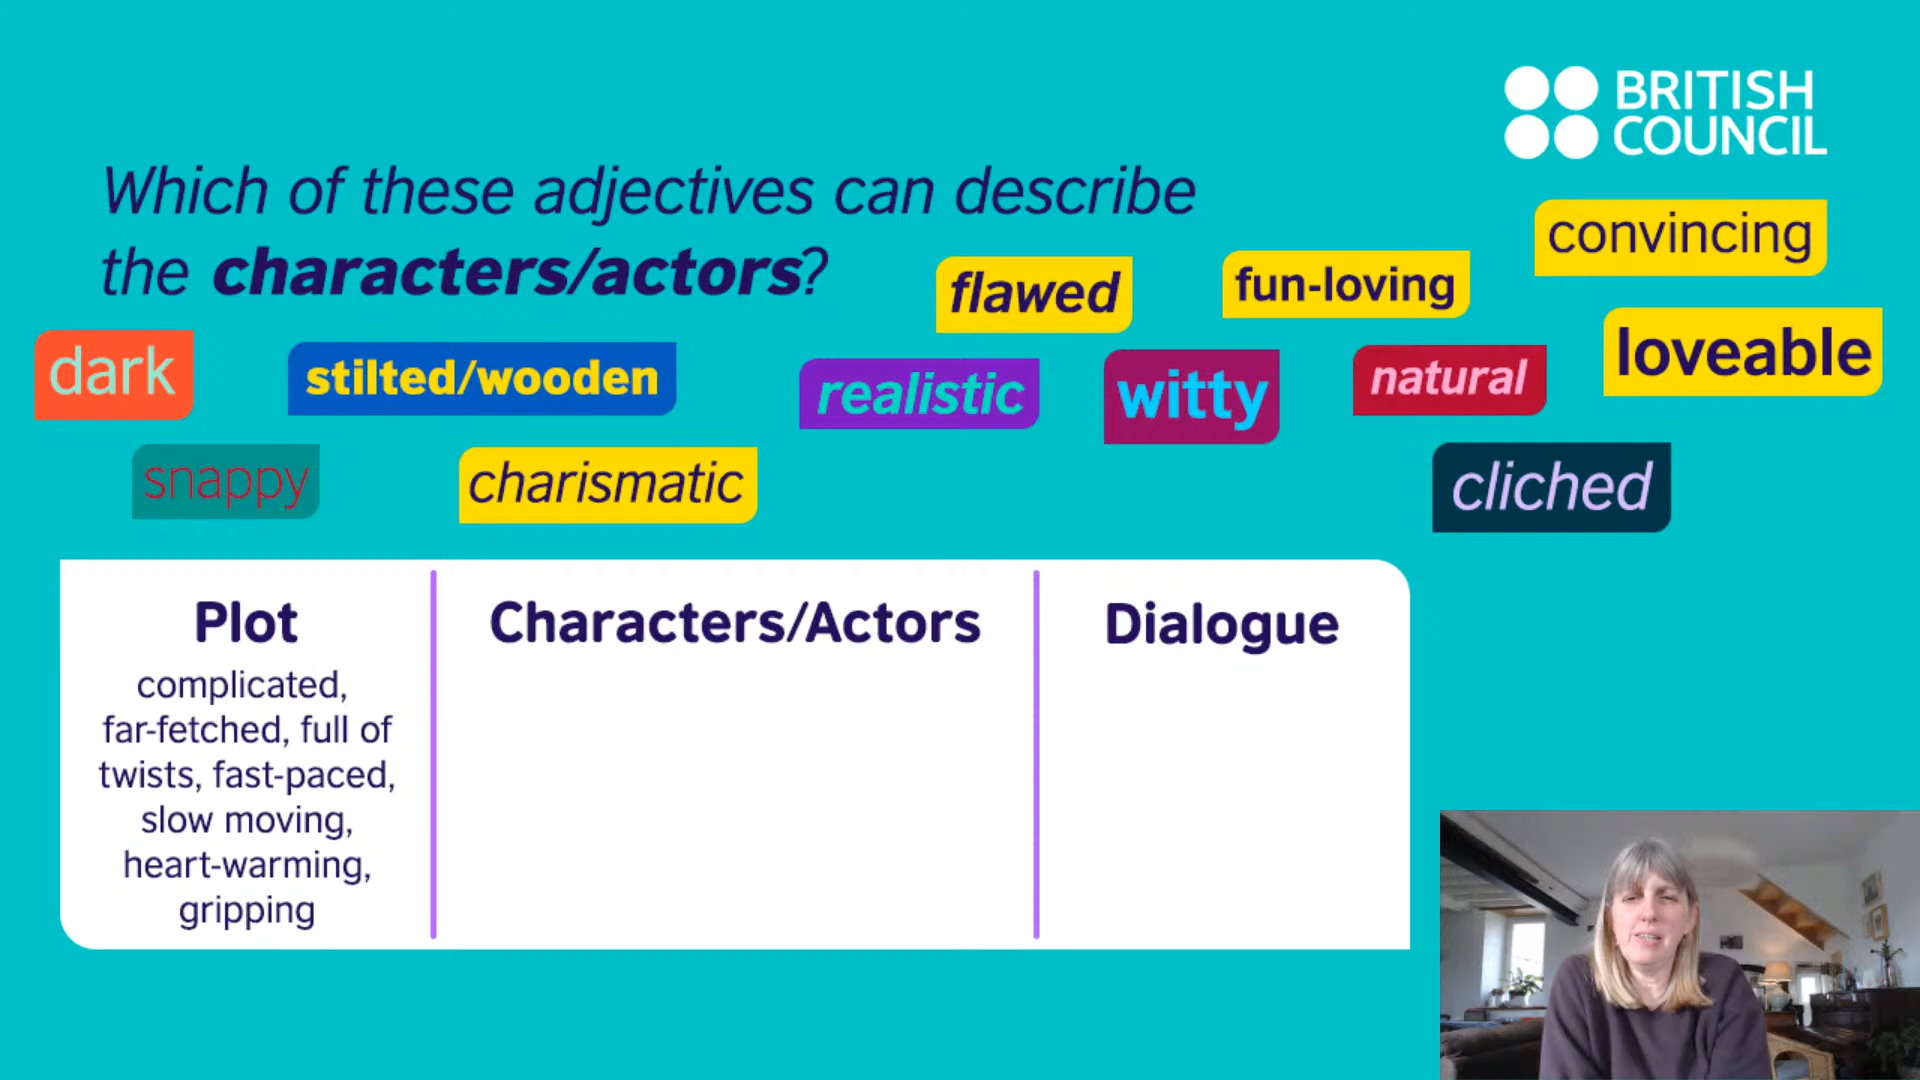 BRITISH
COUNCIL
Which of these adjectives can describe
the characters/actors?
convincing
flawed
fun-loving
loveable
dark
stilted/wooden
realistic
witty
natural
snappy
charismatic
cliched
Plot
complicated,
far-fetched, full of
twists, fast-paced,
slow moving,
heart-warming,
gripping
Characters/Actors
Dialogue